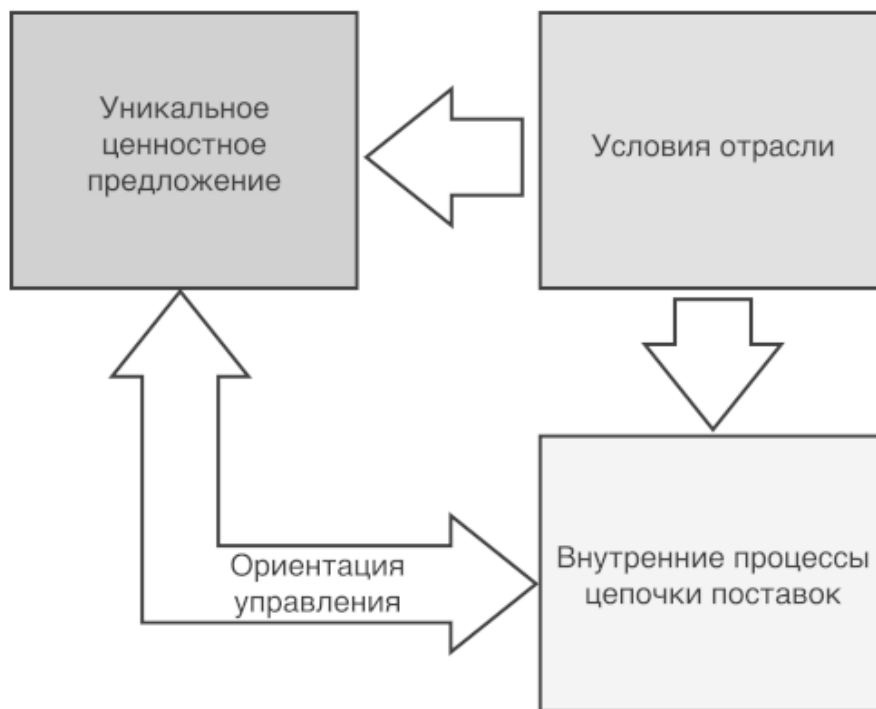 Уникальное
ценностное
предложение
Условия отрасли
Ориентация
управления
Внутренние процессы
цепочки поставок